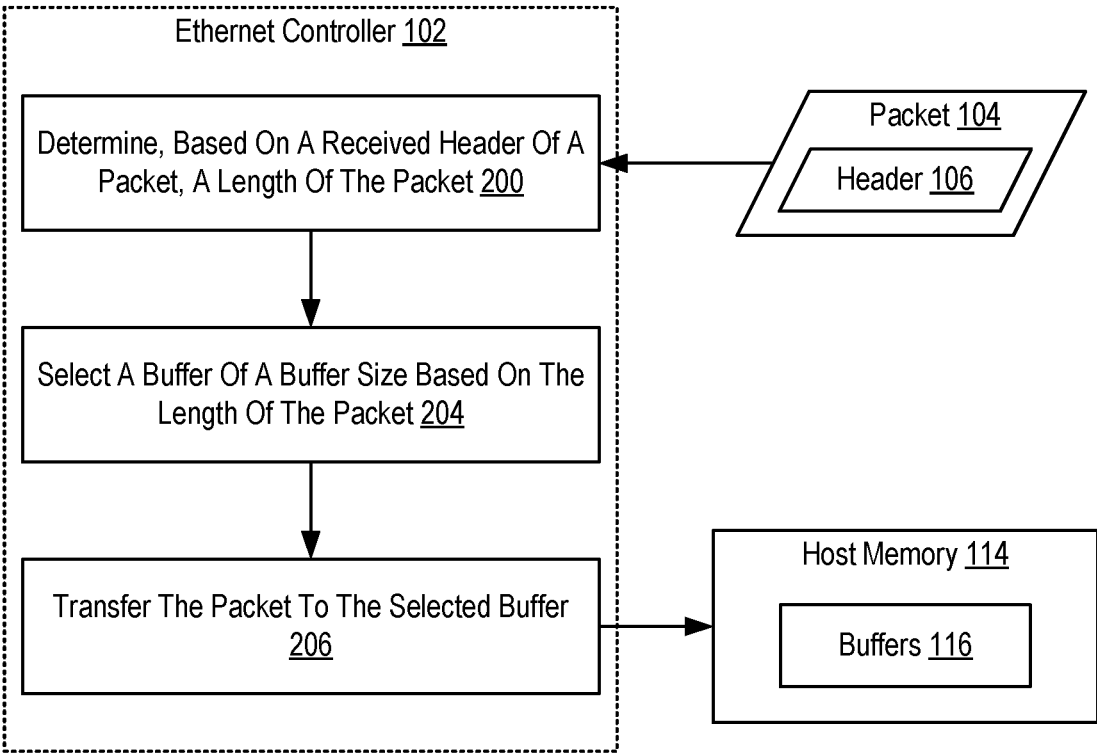 Ethernet Controller 102
Determine, Based On A Received Header Of A
Packet, A Length Of The Packet 200
Packet 104
Header 106
Select A Buffer Of A Buffer Size Based On The
Length Of The Packet 204
Transfer The Packet To The Selected Buffer
206
Host Memory 114
Buffers 116